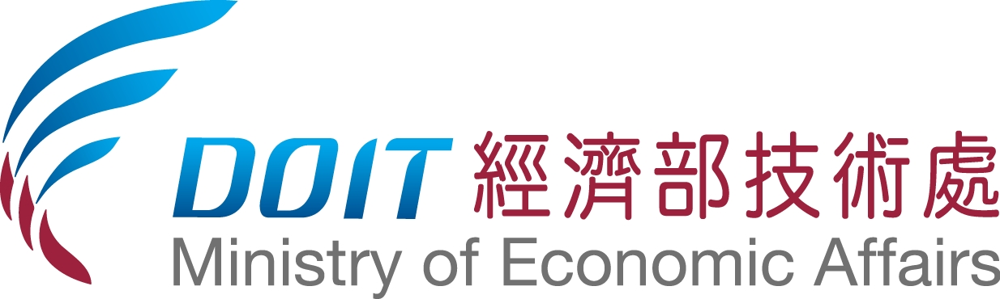 DOIT 經濟部技術處
Ministry of Economic Affairs